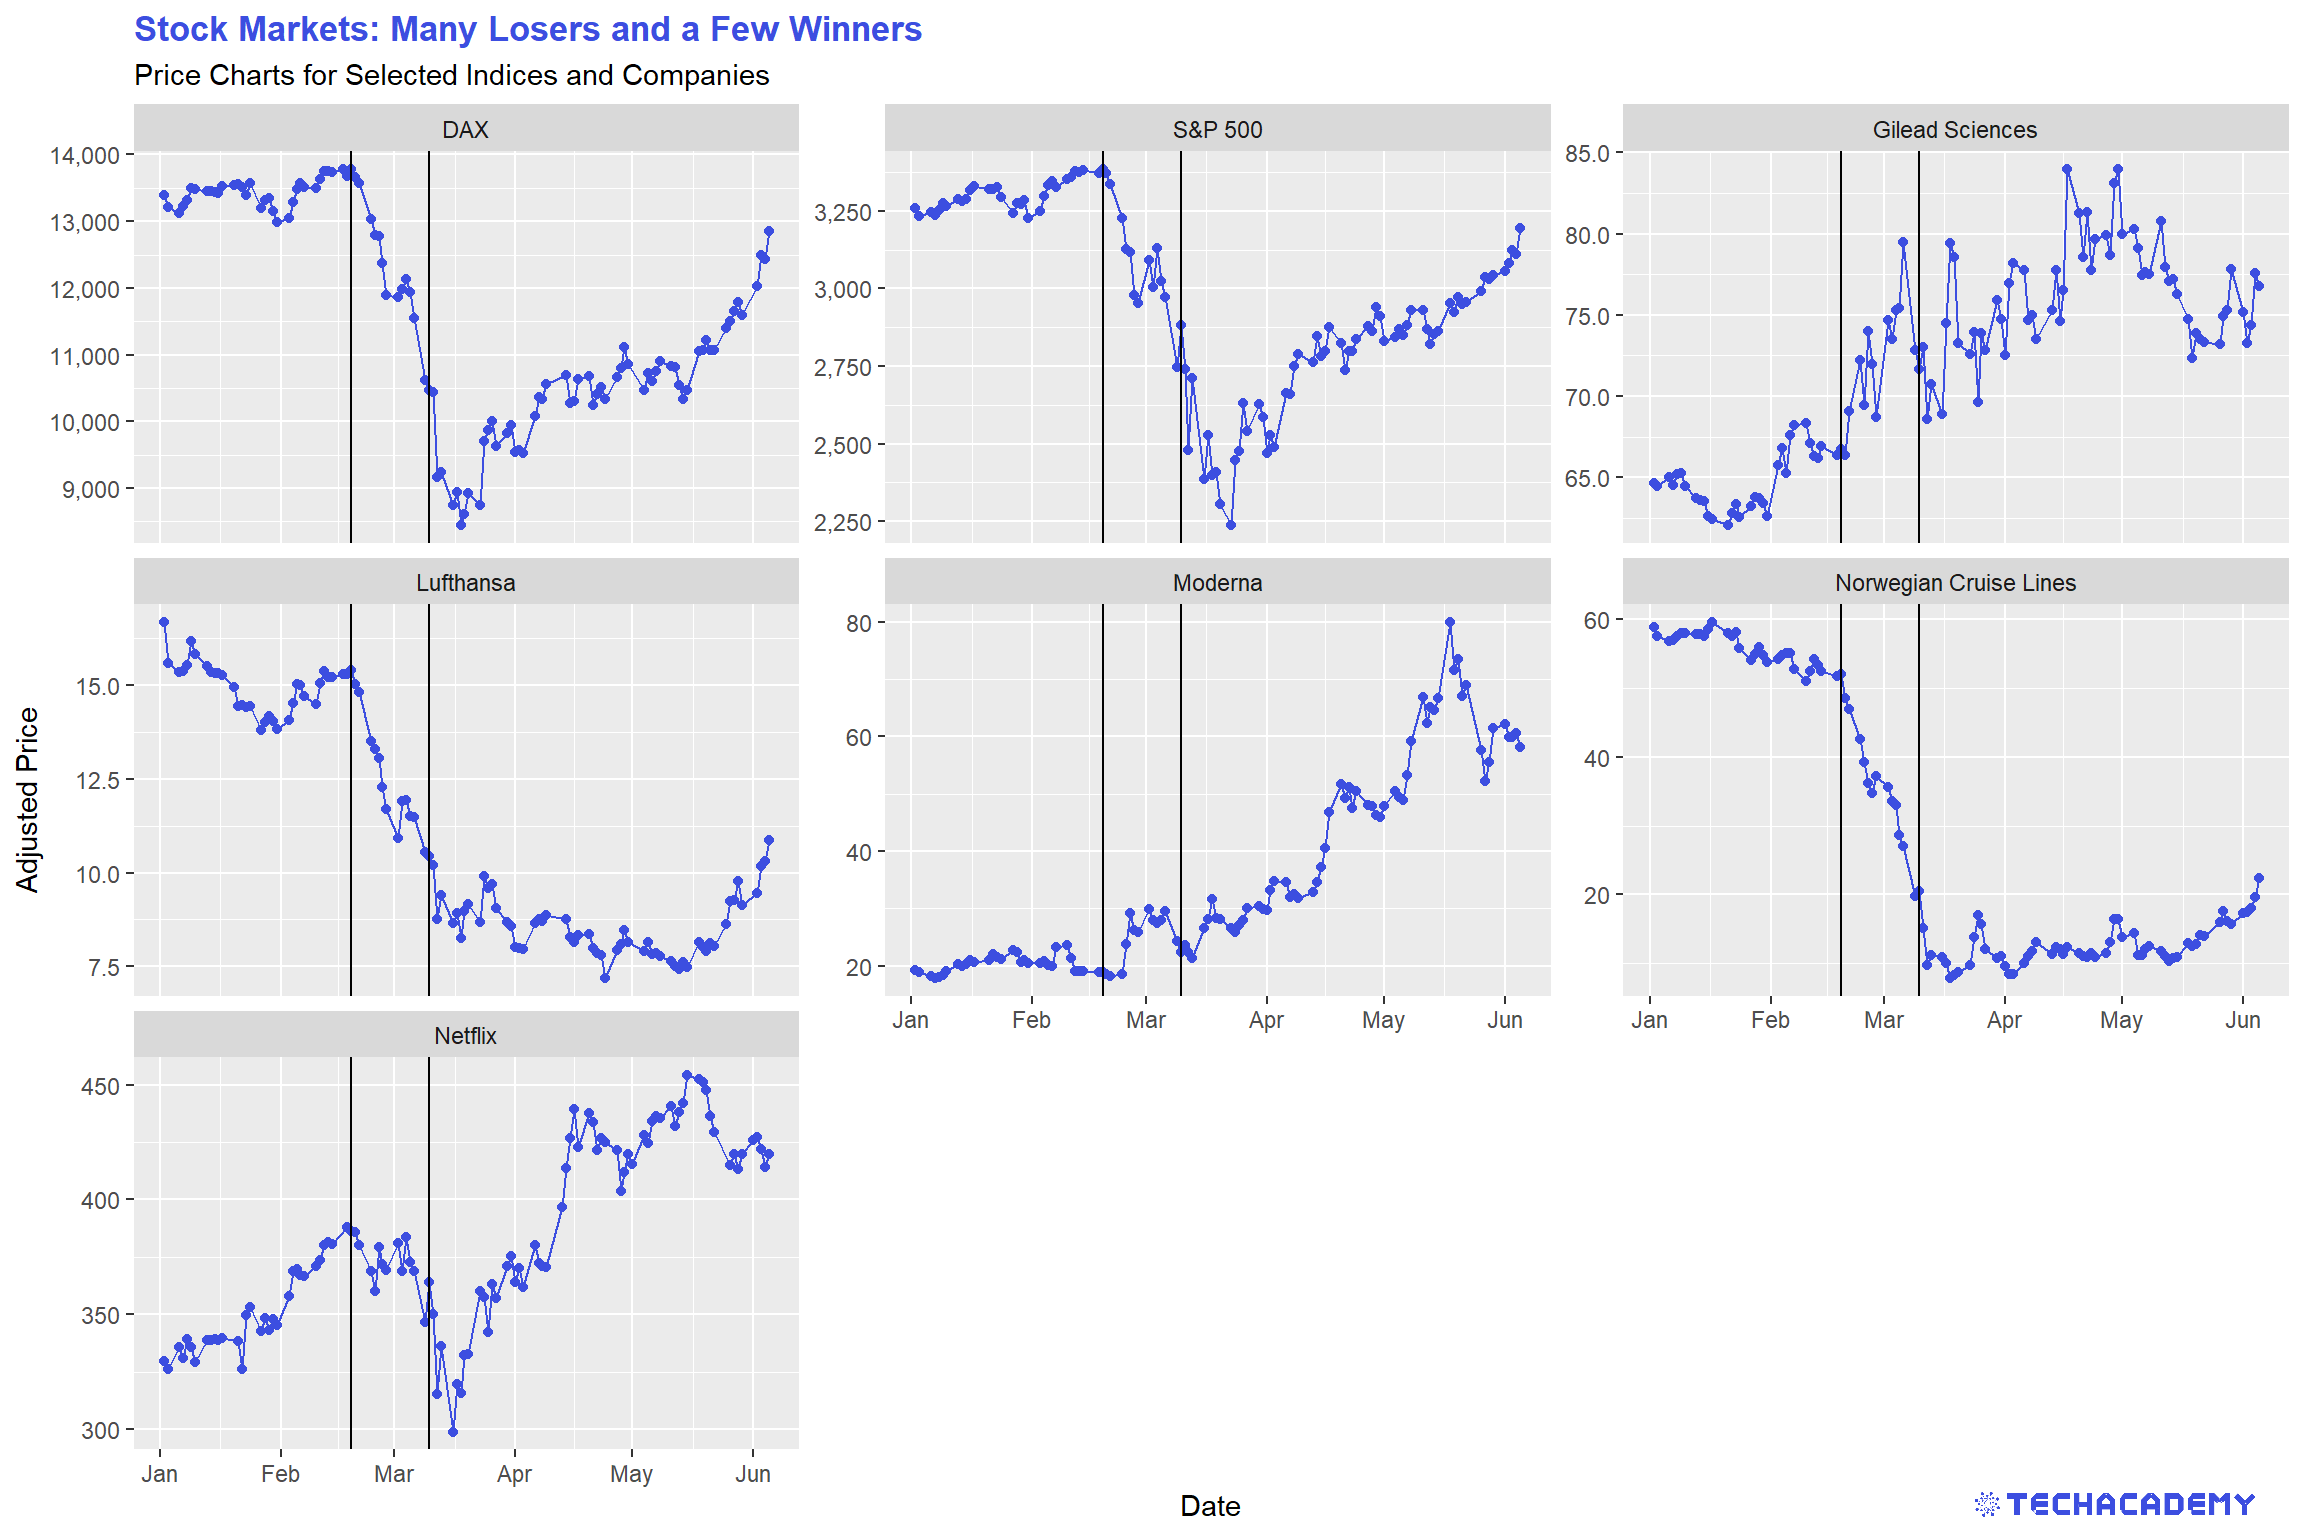 Stock Markets: Many Losers and a Few Winners
Price Charts for Selected Indices and Companies
DAX
14,000
13,000
12,000
11,000
10,000
9,000
S&P 500
3,250
3,000
2,750
2,500
2,250
Gilead Sciences
85.0
80.0
75.0
70.0
65.0
Adjusted Price
Lufthansa
15.0
12.5
10.0
7.5
Moderna
80
60
40
20
Jan Feb Mar Apr May Jun
Norwegian Cruise Lines
60
40
20
Jan Feb Mar Apr May Jun
Netflix
450
400
350
300
Jan Feb Mar Apr May Jun
Date
TECHACADEMY